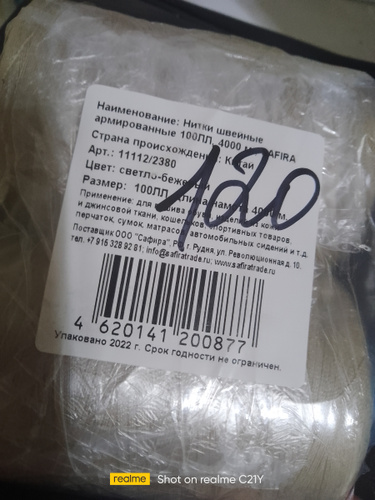 Наименование: Нитки швейные
армированные 100ЛЛ, 4000 м, SAFIRA
Страна происхождения: Китай
Арт.: 11112/2380
Цвет: светло-бежевый
Размер: 100ЛЛ
Применение: для
и джинсовой ткани, кошельков, спортивных товаров,
перчаток, сумок, матрасов, автомобильных сидений и т.д.
Поставщик ООО "Сафира", г. Рудня, ул. Революционная д. 10.
тел. +7 915 328 92 81; info@safiratrade.ru; www.safiratrade.ru
120
4 620141 200877
Упаковано 2022 г. Срок годности не ограничен.
realme Shot on realme C21Y